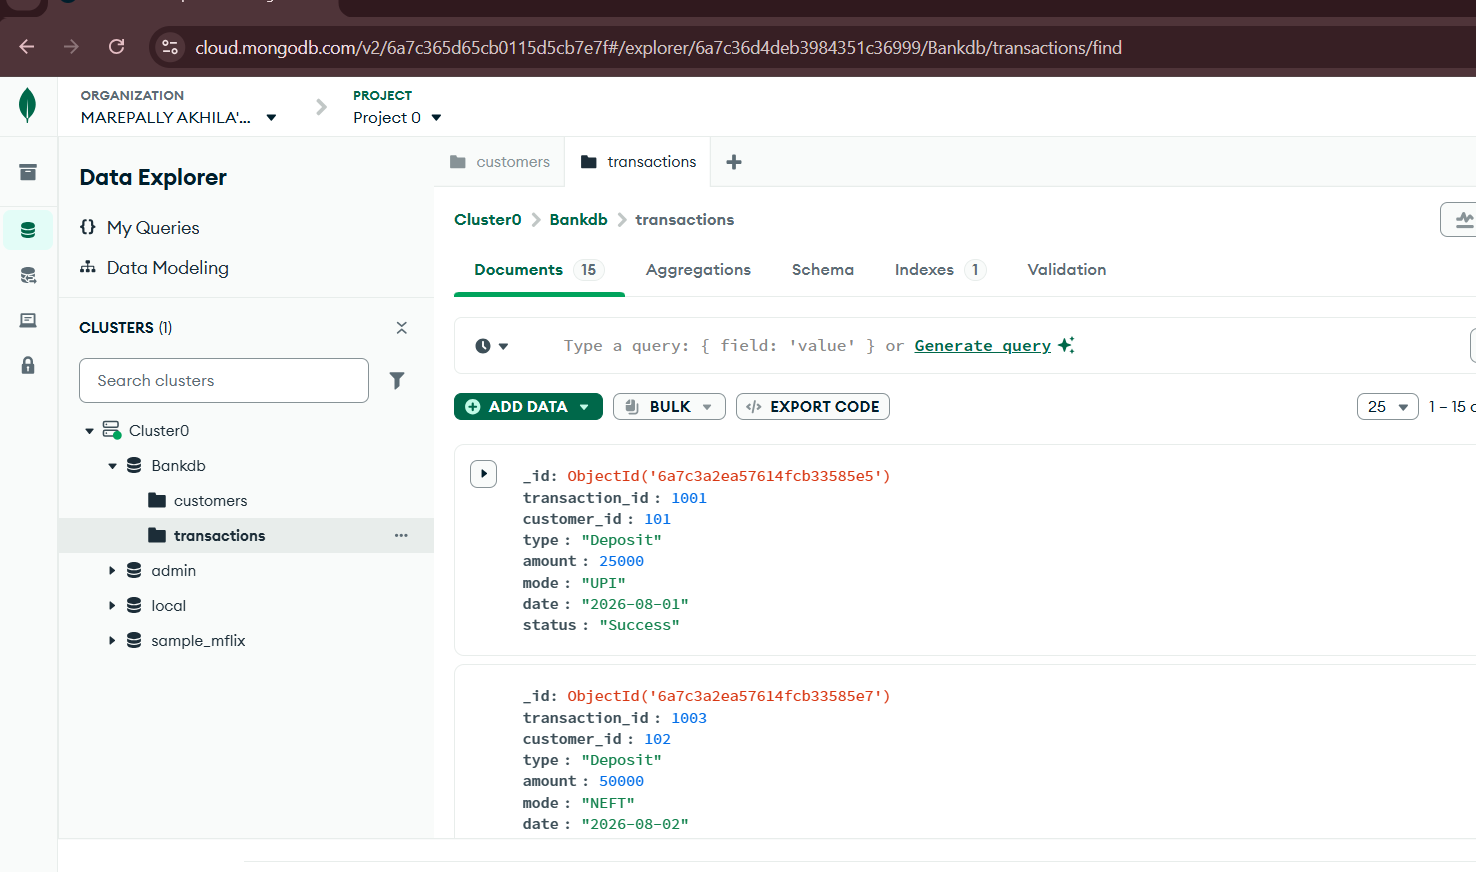 cloud.mongodb.com/v2/6a7c365d65cb0115d5cb7e7f#/explorer/6a7c36d4deb3984351c36999/Bankdb/transactions/find
ORGANIZATION
MAREPALLY AKHILA'...
PROJECT
Project 0
Data Explorer
My Queries
Data Modeling
CLUSTERS (1)
Search clusters
Cluster0
Bankdb
customers
transactions
admin
local
sample_mflix
customers
transactions
Cluster0 > Bankdb > transactions
Documents 15 Aggregations Schema Indexes 1 Validation
Type a query: { field: 'value' } or Generate query
ADD DATA BULK EXPORT CODE 25 1 – 15
_id: ObjectId('6a7c3a2ea57614fcb33585e5')
transaction_id : 1001
customer_id : 101
type : "Deposit"
amount : 25000
mode : "UPI"
date : "2026-08-01"
status : "Success"
_id: ObjectId('6a7c3a2ea57614fcb33585e7')
transaction_id : 1003
customer_id : 102
type : "Deposit"
amount : 50000
mode : "NEFT"
date : "2026-08-02"